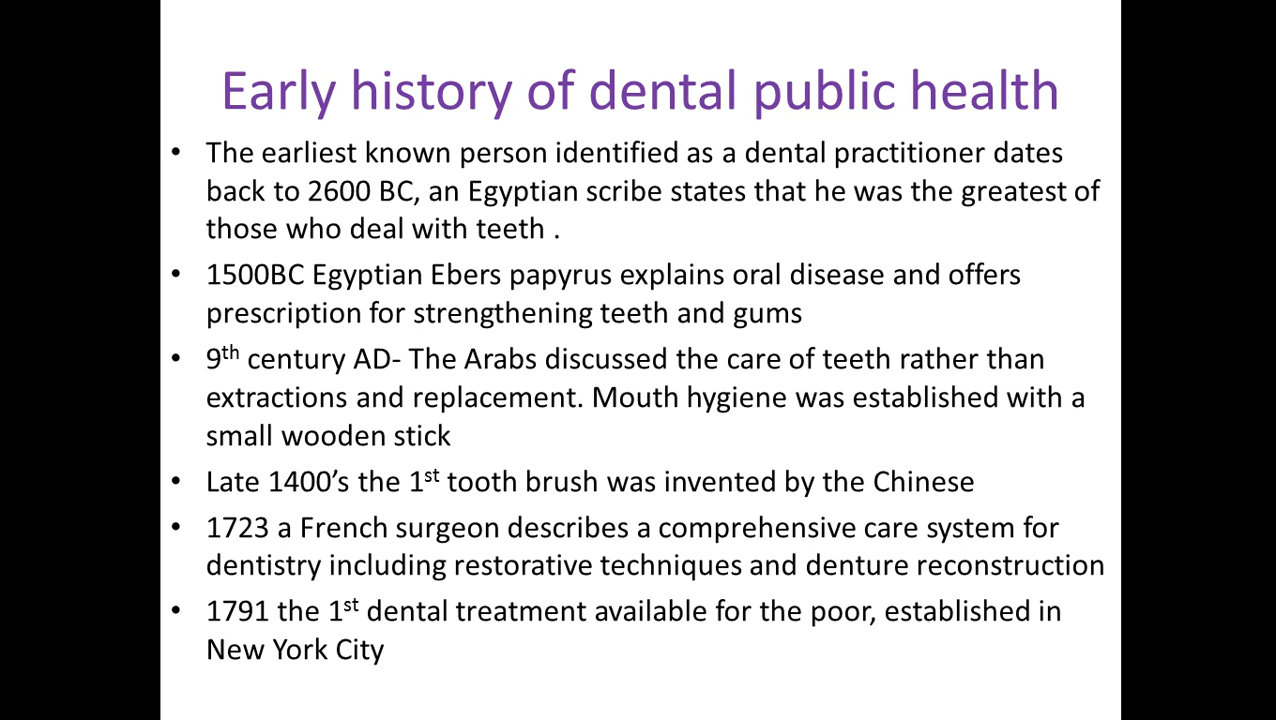 Early history of dental public health
• The earliest known person identified as a dental practitioner dates
back to 2600 BC, an Egyptian scribe states that he was the greatest of
those who deal with teeth .
• 1500BC Egyptian Ebers papyrus explains oral disease and offers
prescription for strengthening teeth and gums
• 9th century AD- The Arabs discussed the care of teeth rather than
extractions and replacement. Mouth hygiene was established with a
small wooden stick
• Late 1400’s the 1st tooth brush was invented by the Chinese
• 1723 a French surgeon describes a comprehensive care system for
dentistry including restorative techniques and denture reconstruction
• 1791 the 1st dental treatment available for the poor, established in
New York City